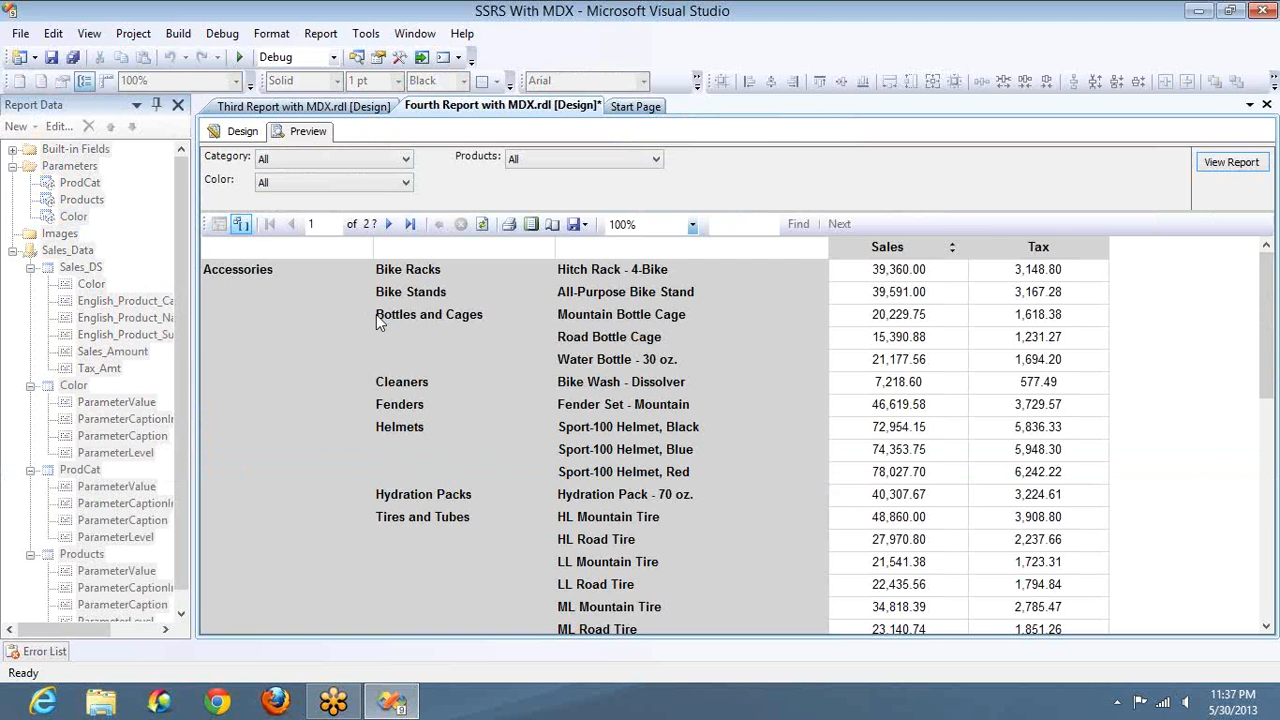 SSRS With MDX - Microsoft Visual Studio
File Edit View Project Build Debug Format Report Tools Window Help
Debug
100% Solid 1 pt Black Arial
Report Data
Third Report with MDX.rdl [Design] Fourth Report with MDX.rdl [Design]* Start Page
New Edit...
Design Preview
Built-in Fields
Parameters
ProdCat
Products
Color
Images
Sales_Data
Sales_DS
Color
English_Product_Ca
English_Product_Na
English_Product_Su
Sales_Amount
Tax_Amt
Color
ParameterValue
ParameterCaptionIn
ParameterCaption
ParameterLevel
ProdCat
ParameterValue
ParameterCaptionIn
ParameterCaption
ParameterLevel
Products
ParameterValue
ParameterCaptionIn
ParameterCaption
ParameterLevel
Category: All Products: All View Report
Color: All
1 of 2 ? 100% Find Next
Sales Tax
Accessories Bike Racks Hitch Rack - 4-Bike 39,360.00 3,148.80
Bike Stands All-Purpose Bike Stand 39,591.00 3,167.28
Bottles and Cages Mountain Bottle Cage 20,229.75 1,618.38
Road Bottle Cage 15,390.88 1,231.27
Water Bottle - 30 oz. 21,177.56 1,694.20
Cleaners Bike Wash - Dissolver 7,218.60 577.49
Fenders Fender Set - Mountain 46,619.58 3,729.57
Helmets Sport-100 Helmet, Black 72,954.15 5,836.33
Sport-100 Helmet, Blue 74,353.75 5,948.30
Sport-100 Helmet, Red 78,027.70 6,242.22
Hydration Packs Hydration Pack - 70 oz. 40,307.67 3,224.61
Tires and Tubes HL Mountain Tire 48,860.00 3,908.80
HL Road Tire 27,970.80 2,237.66
LL Mountain Tire 21,541.38 1,723.31
LL Road Tire 22,435.56 1,794.84
ML Mountain Tire 34,818.39 2,785.47
ML Road Tire 23,140.74 1,851.26
Error List
Ready
11:37 PM
5/30/2013